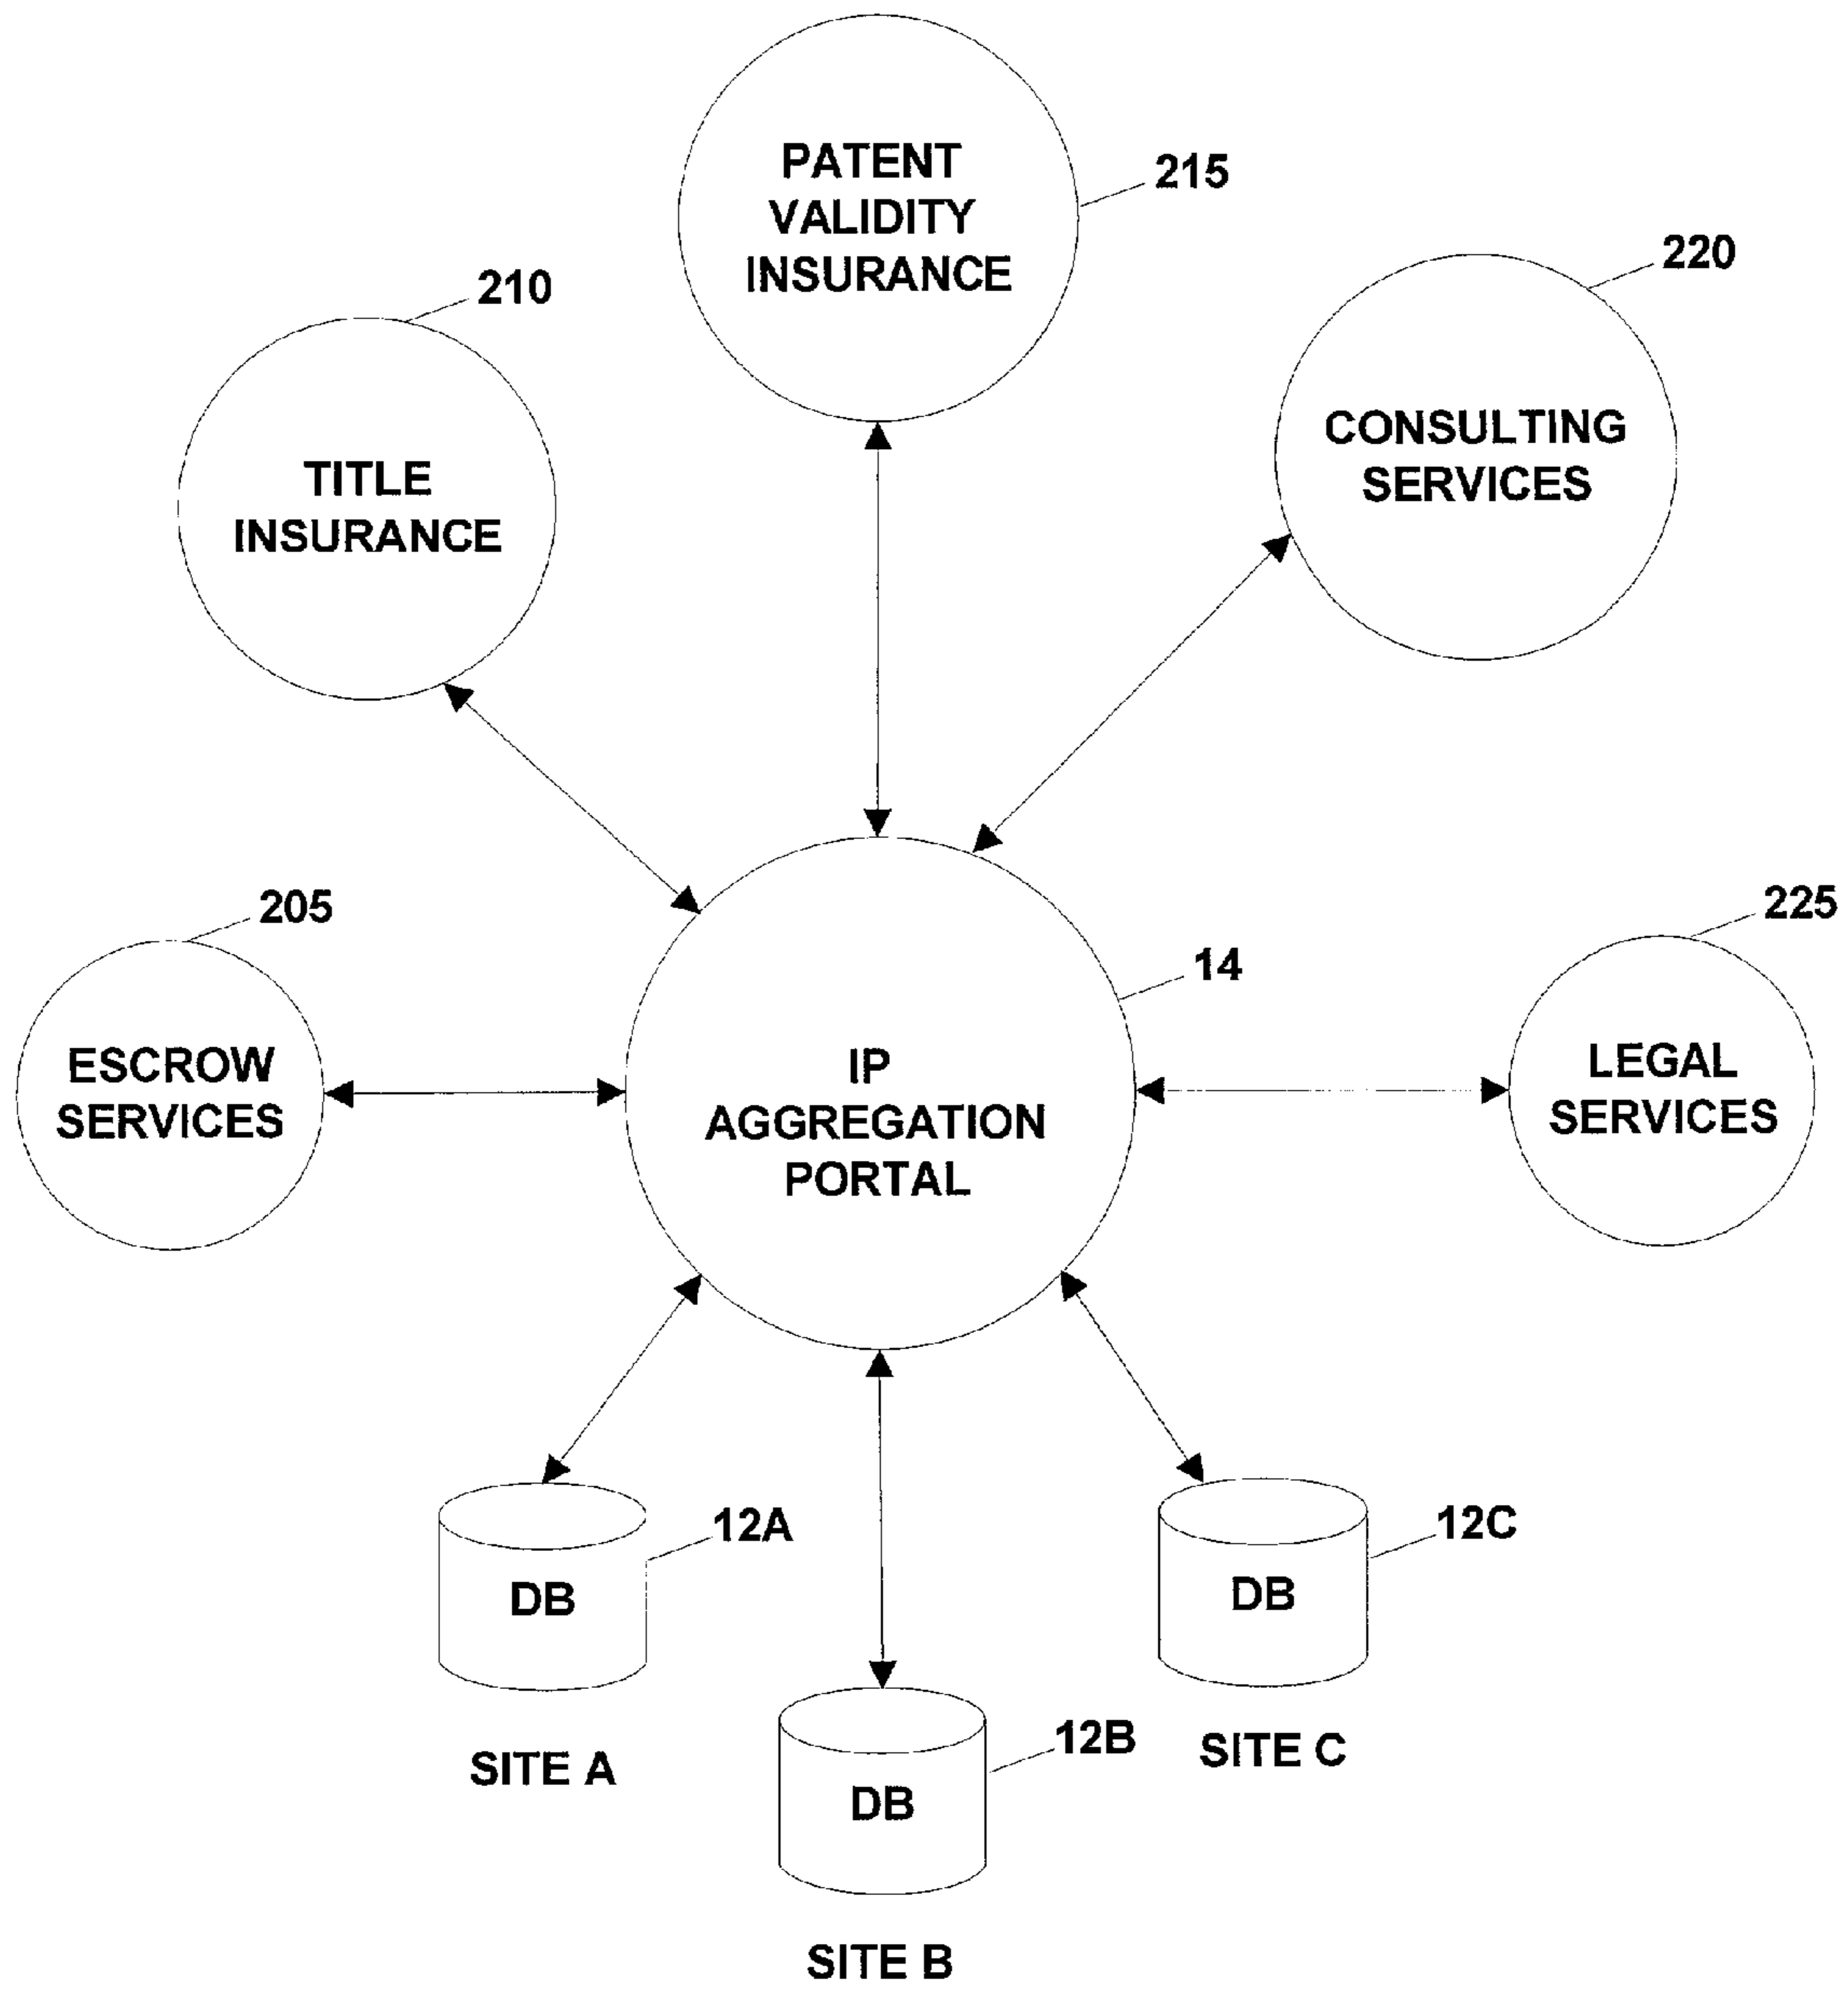 PATENT
VALIDITY
INSURANCE
215
220
210
CONSULTING
SERVICES
TITLE
INSURANCE
205
225
14
ESCROW
SERVICES
IP
AGGREGATION
PORTAL
LEGAL
SERVICES
12A
12C
DB
DB
12B
SITE A
SITE C
DB
SITE B